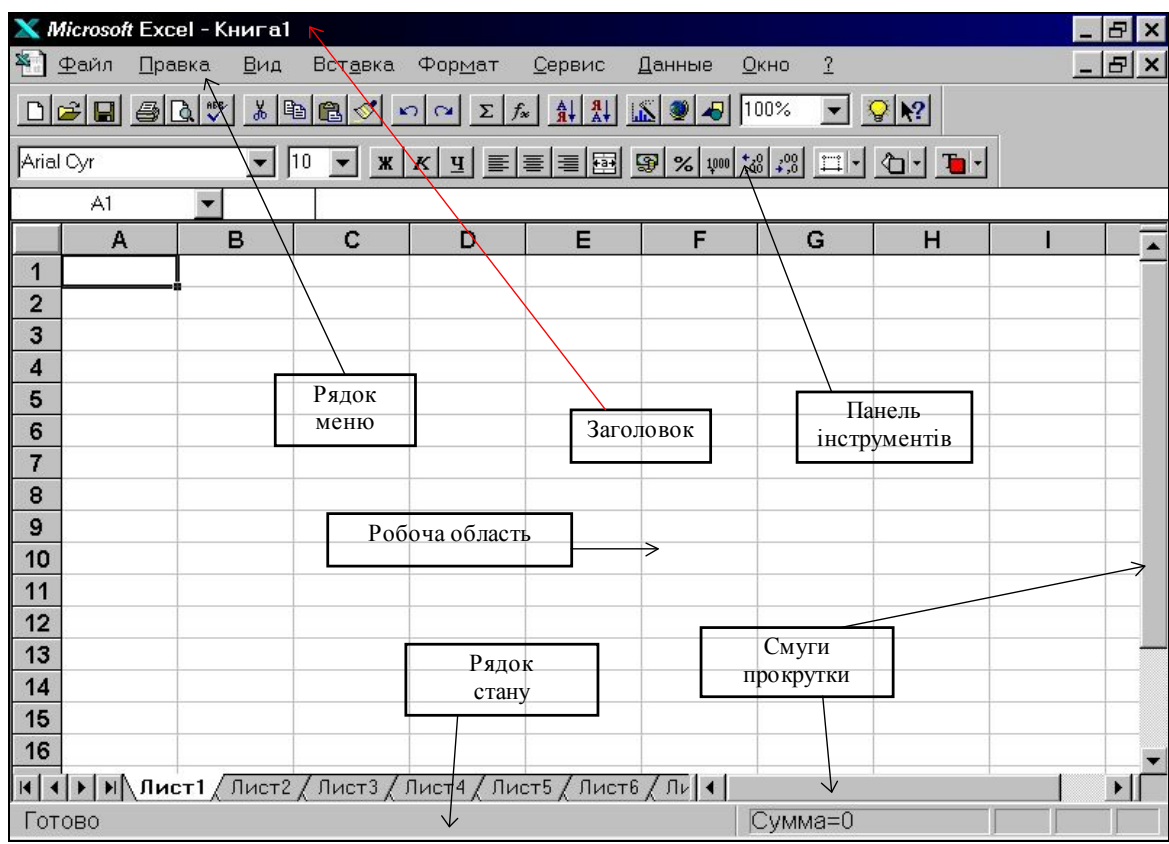 Microsoft Excel - Книга1
Файл Правка Вид Вставка Формат Сервис Данные Окно ?
100%
Arial Cyr 10 Ж К Ч
A1
A B C D E F G H I
1
2
3
4
5
6
7
8
9
10
11
12
13
14
15
16
Рядок
меню
Заголовок
Панель
інструментів
Робоча область
Рядок
стану
Смуги
прокрутки
Лист1 Лист2 Лист3 Лист4 Лист5 Лист6
Готово Сумма=0